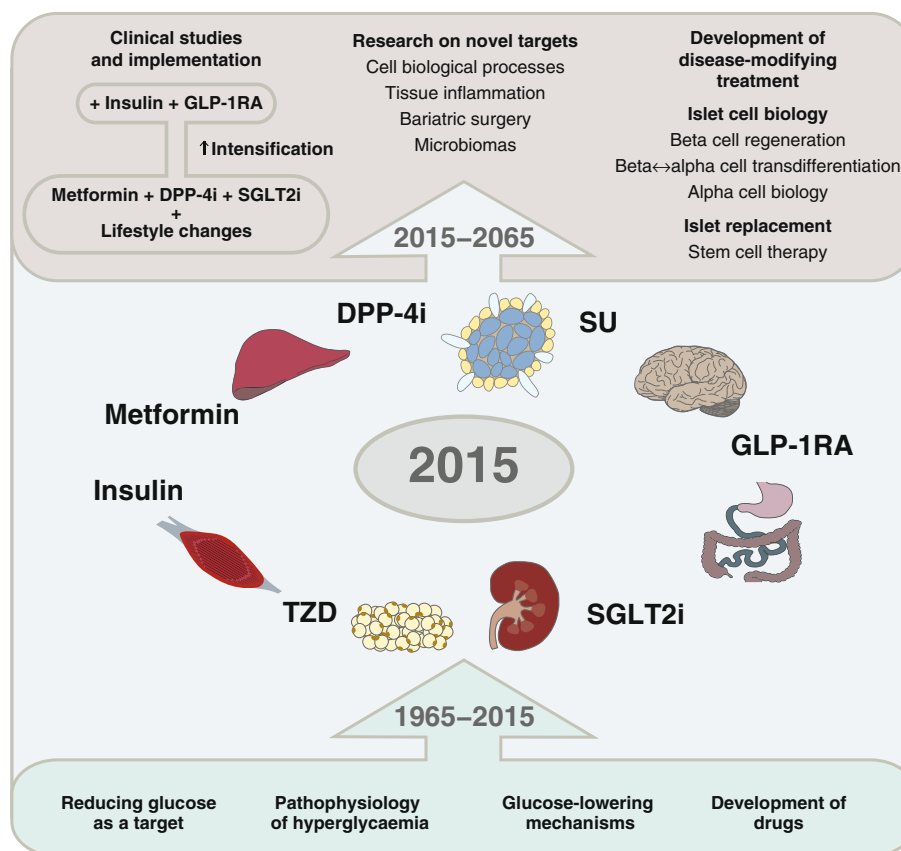 Clinical studies
and implementation
+ Insulin + GLP-1RA
↑Intensification
Metformin + DPP-4i + SGLT2i
+
Lifestyle changes
Research on novel targets
Cell biological processes
Tissue inflammation
Bariatric surgery
Microbiomas
Development of
disease-modifying
treatment
Islet cell biology
Beta cell regeneration
Beta↔alpha cell transdifferentiation
Alpha cell biology
Islet replacement
Stem cell therapy
2015–2065
DPP-4i
SU
Metformin
GLP-1RA
2015
Insulin
TZD
SGLT2i
1965–2015
Reducing glucose
as a target
Pathophysiology
of hyperglycaemia
Glucose-lowering
mechanisms
Development of
drugs